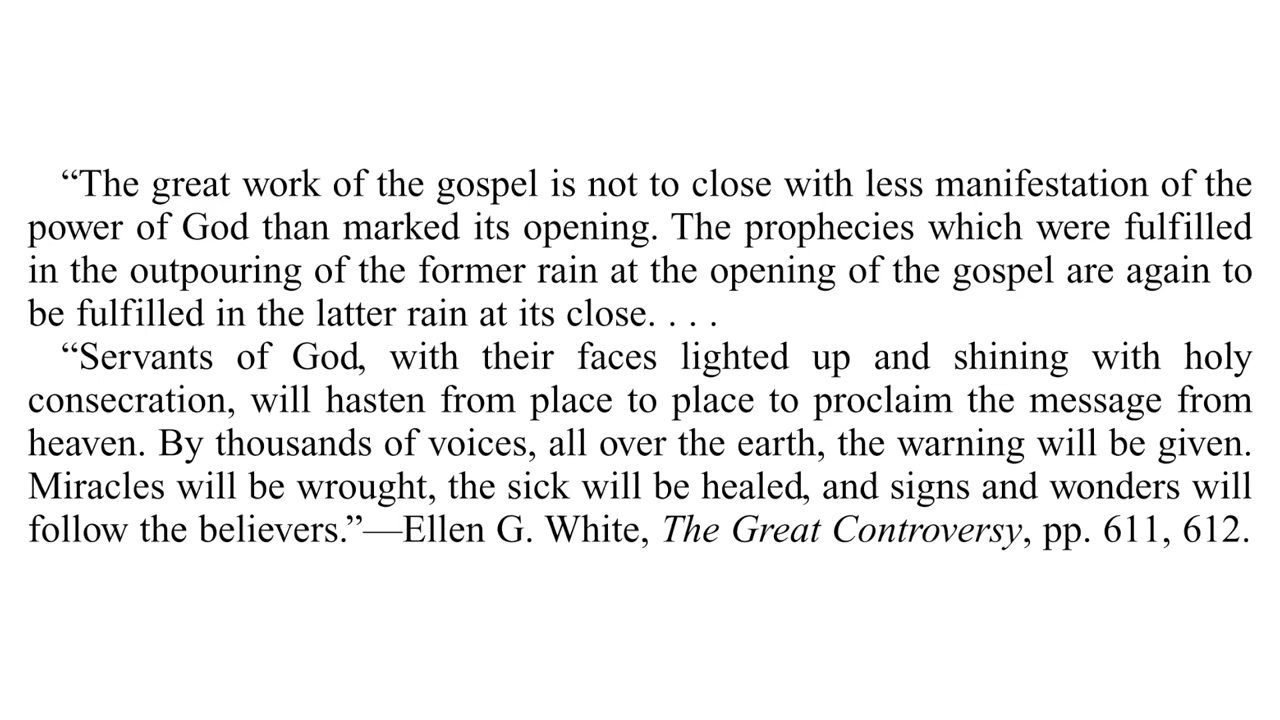 “The great work of the gospel is not to close with less manifestation of the
power of God than marked its opening. The prophecies which were fulfilled
in the outpouring of the former rain at the opening of the gospel are again to
be fulfilled in the latter rain at its close. . . .
“Servants of God, with their faces lighted up and shining with holy
consecration, will hasten from place to place to proclaim the message from
heaven. By thousands of voices, all over the earth, the warning will be given.
Miracles will be wrought, the sick will be healed, and signs and wonders will
follow the believers.”—Ellen G. White, The Great Controversy, pp. 611, 612.